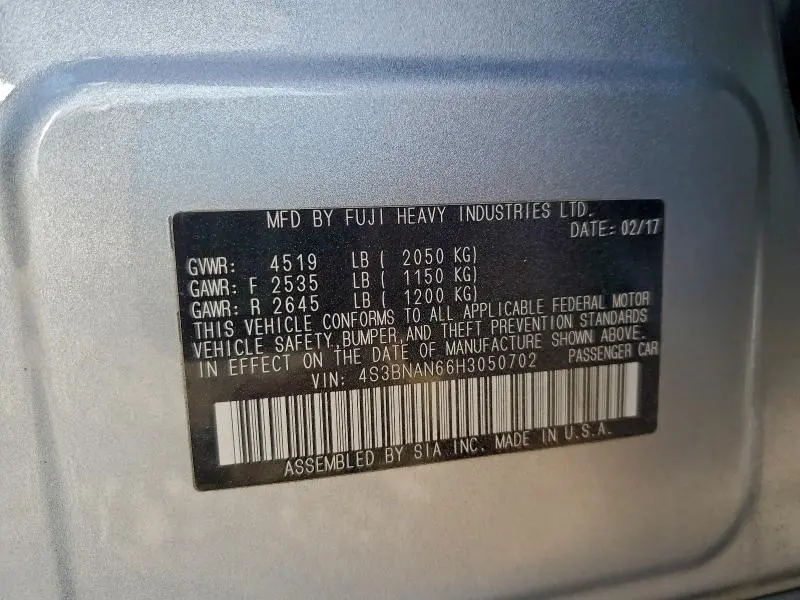 MFD BY FUJI HEAVY INDUSTRIES LTD.
DATE: 02/17
GVWR: 4519 LB ( 2050 KG)
GAWR: F 2535 LB ( 1150 KG)
GAWR: R 2645 LB ( 1200 KG)
THIS VEHICLE CONFORMS TO ALL APPLICABLE FEDERAL MOTOR
VEHICLE SAFETY,BUMPER,AND THEFT PREVENTION STANDARDS
IN EFFECT ON THE DATE OF MANUFACTURE SHOWN ABOVE.
VIN: 4S3BNAN66H3050702 PASSENGER CAR
ASSEMBLED BY SIA INC. MADE IN U.S.A.